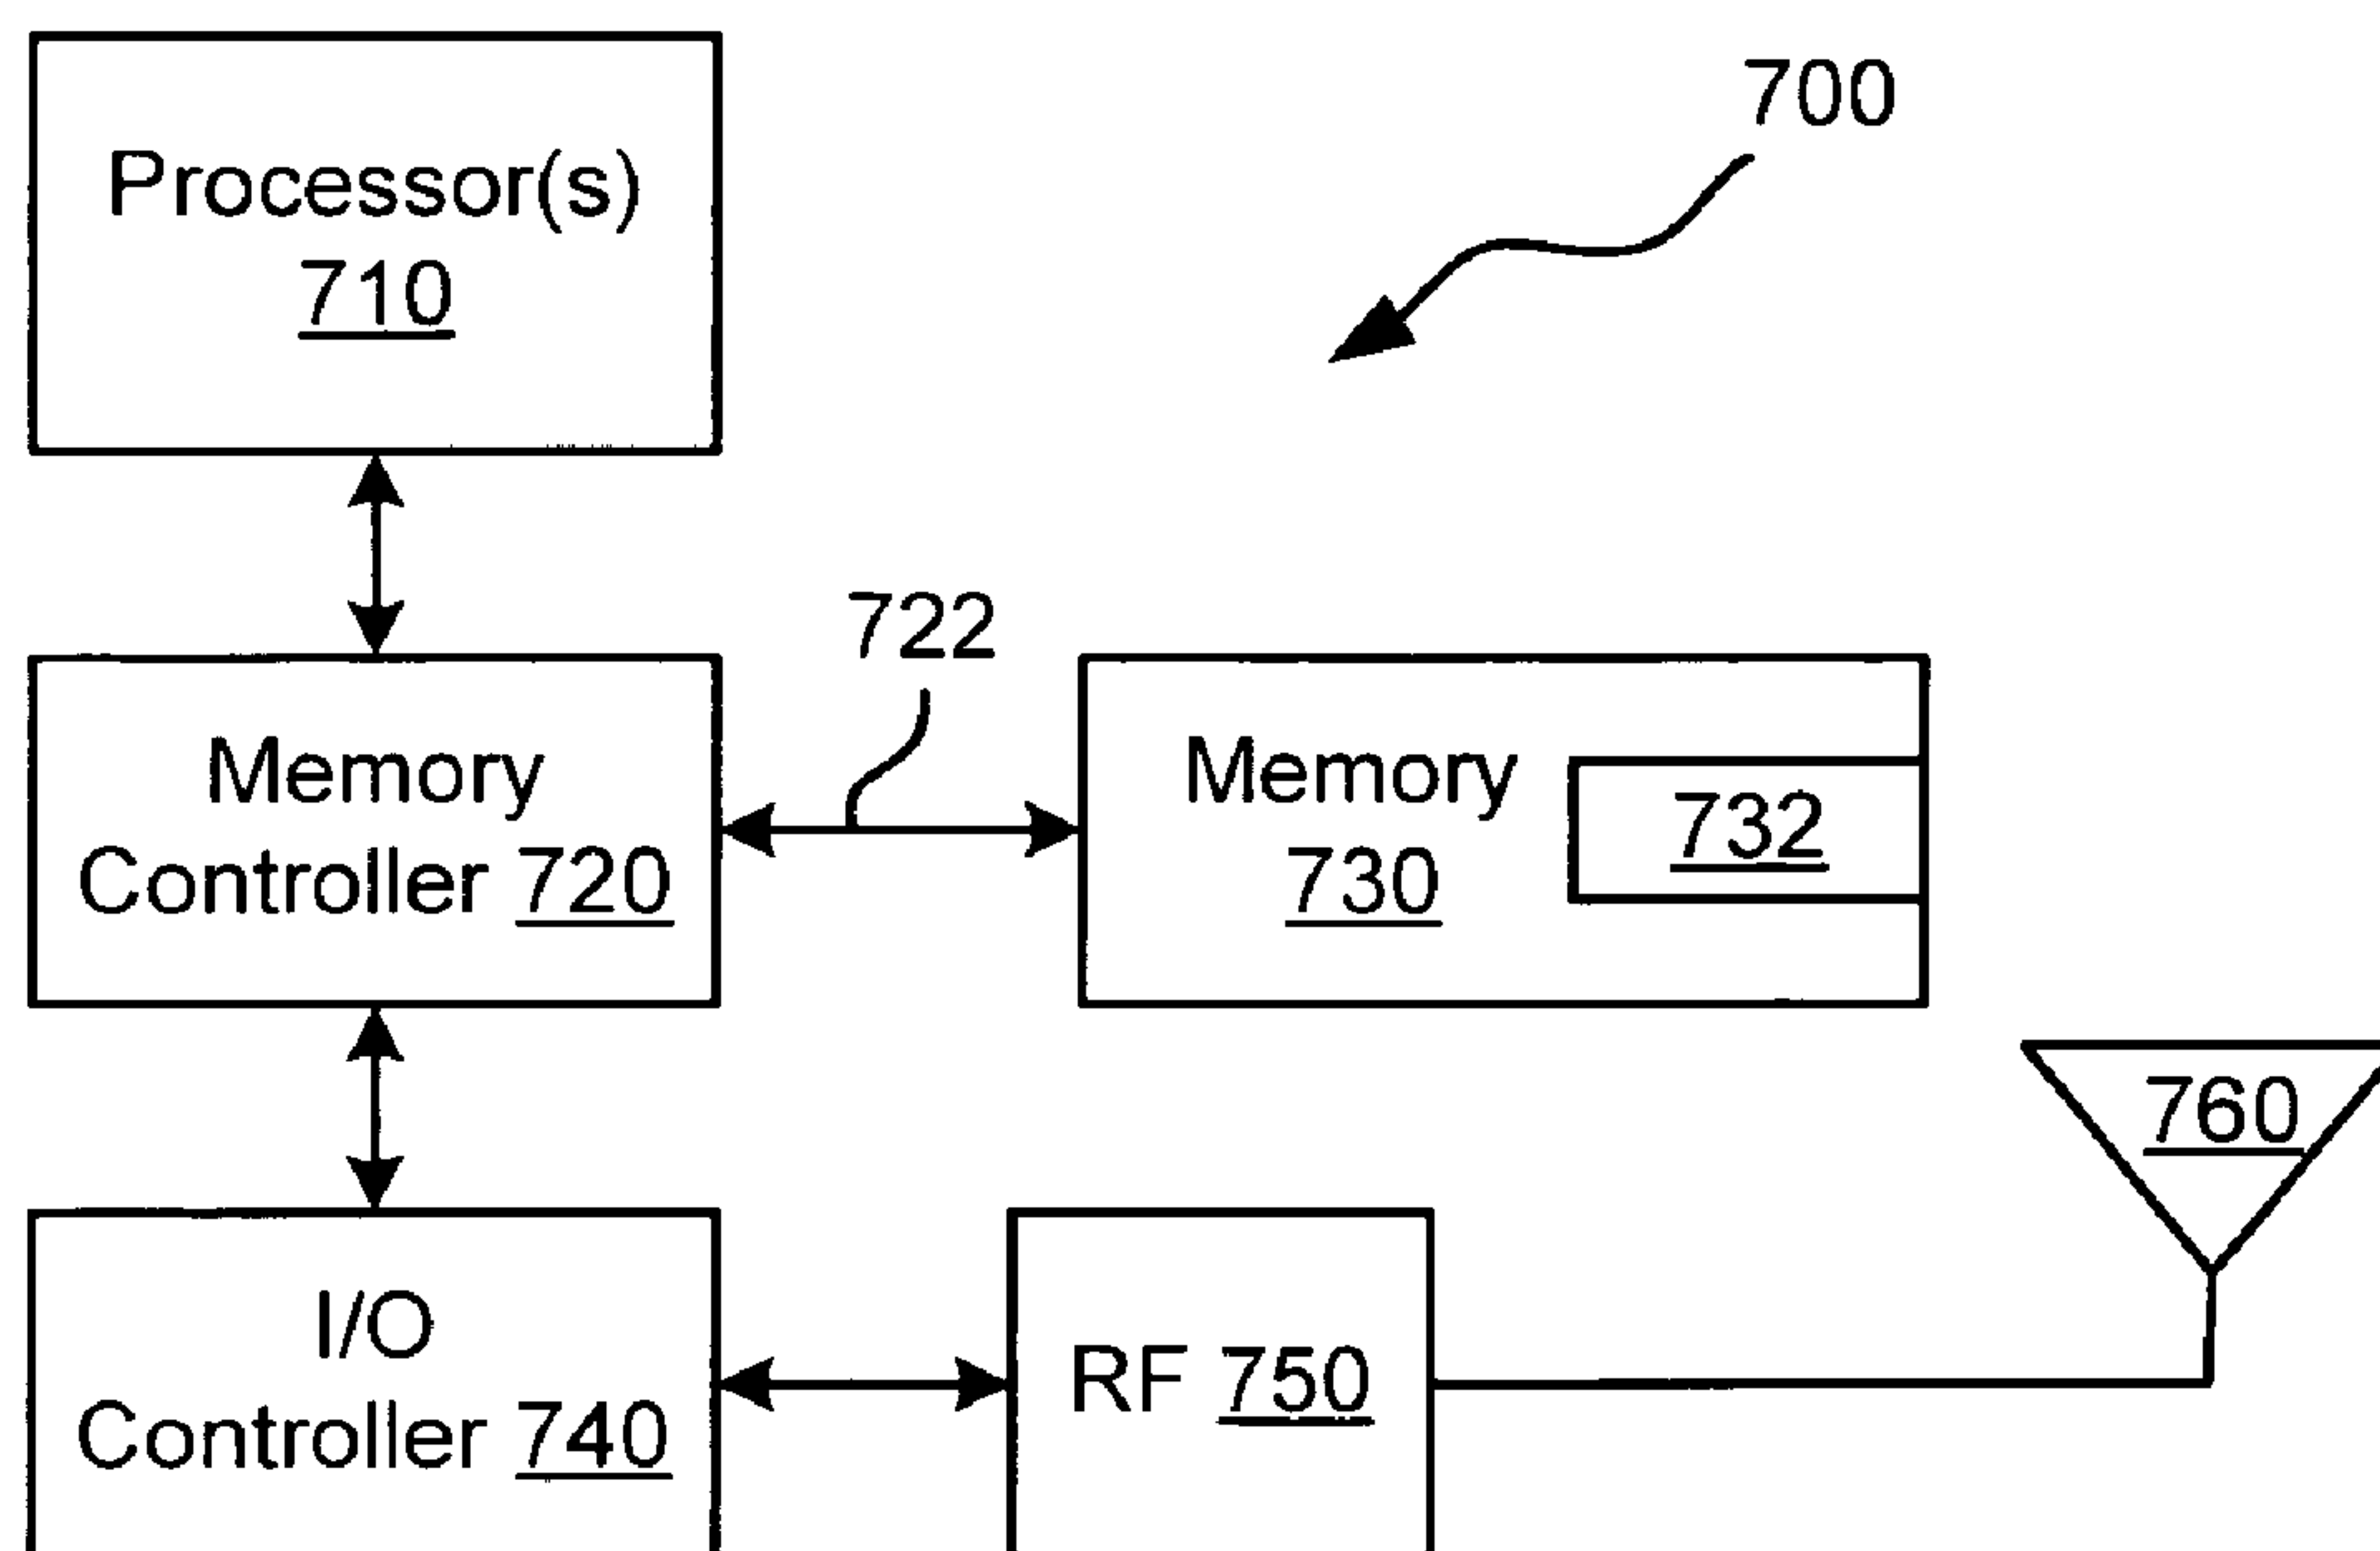 700
Processor(s)
710
722
Memory
Controller 720
Memory
730
732
760
I/O
Controller 740
RF 750